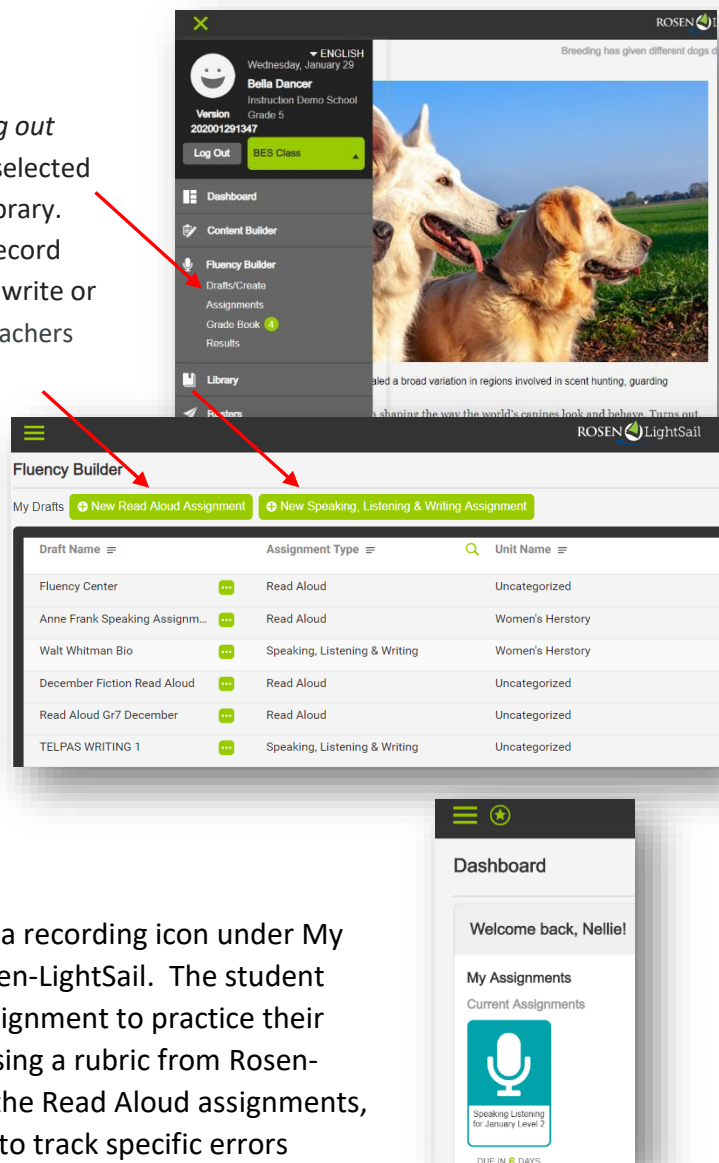 ROSEN
ENGLISH
Wednesday, January 29
Breeding has given different dogs d
Bella Dancer
Instruction Demo School
Version
Grade 5
202001291347
Log Out
BES Class
g out
selected
brary.
ecord
write or
achers
Dashboard
Content Builder
Fluency Builder
Drafts/Create
Assignments
Grade Book 4
Results
Library
Rosters
aled a broad variation in regions involved in scent hunting, guarding
shaping the way the world's canines look and behave. Turns out,
ROSEN LightSail
Fluency Builder
My Drafts
New Read Aloud Assignment
New Speaking, Listening & Writing Assignment
Draft Name Assignment Type Unit Name
Fluency Center Read Aloud Uncategorized
Anne Frank Speaking Assignm... Read Aloud Women's Herstory
Walt Whitman Bio Speaking, Listening & Writing Women's Herstory
December Fiction Read Aloud Read Aloud Uncategorized
Read Aloud Gr7 December Read Aloud Uncategorized
TELPAS WRITING 1 Speaking, Listening & Writing Uncategorized
Dashboard
Welcome back, Nellie!
My Assignments
Current Assignments
Speaking Listening
for January Level 2
DUE IN 6 DAYS
a recording icon under My
en-LightSail. The student
ignment to practice their
sing a rubric from Rosen-
the Read Aloud assignments,
to track specific errors